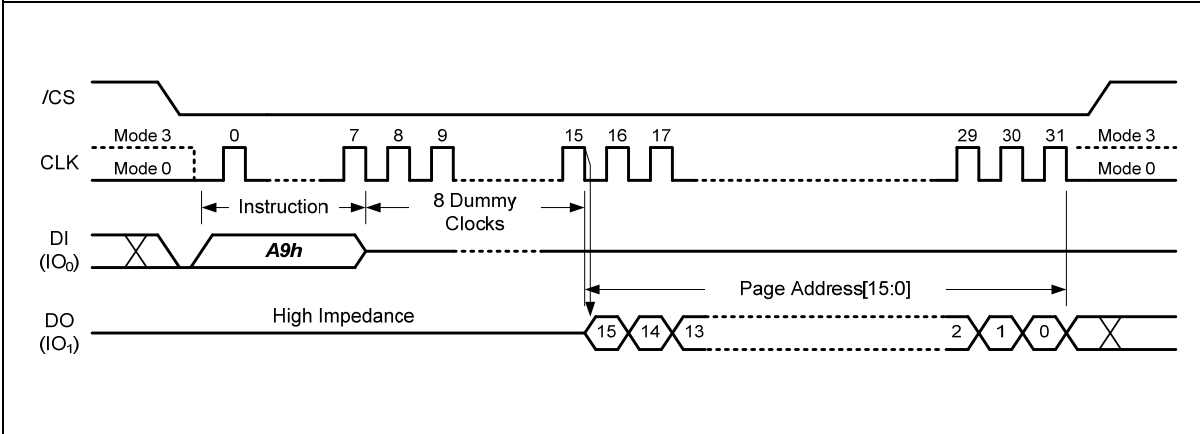 /CS
Mode 3 0 7 8 9 15 16 17 29 30 31 Mode 3
CLK
Mode 0 Mode 0
Instruction 8 Dummy
Clocks
DI
(IO₀)
A9h
Page Address[15:0]
High Impedance
DO
(IO₁)
15 14 13 2 1 0